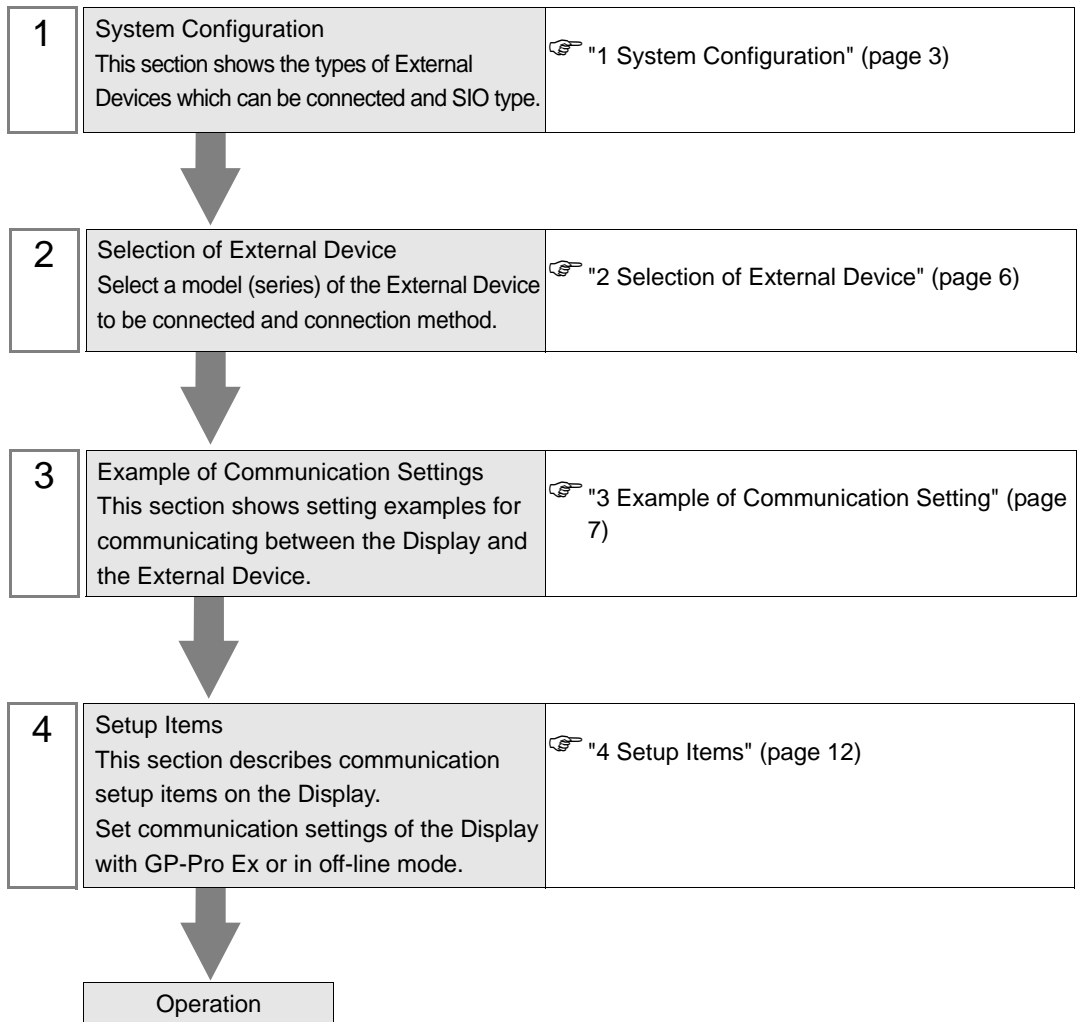 1
System Configuration
This section shows the types of External
Devices which can be connected and SIO type.
"1 System Configuration" (page 3)
2
Selection of External Device
Select a model (series) of the External Device
to be connected and connection method.
"2 Selection of External Device" (page 6)
3
Example of Communication Settings
This section shows setting examples for
communicating between the Display and
the External Device.
"3 Example of Communication Setting" (page
7)
4
Setup Items
This section describes communication
setup items on the Display.
Set communication settings of the Display
with GP-Pro Ex or in off-line mode.
"4 Setup Items" (page 12)
Operation